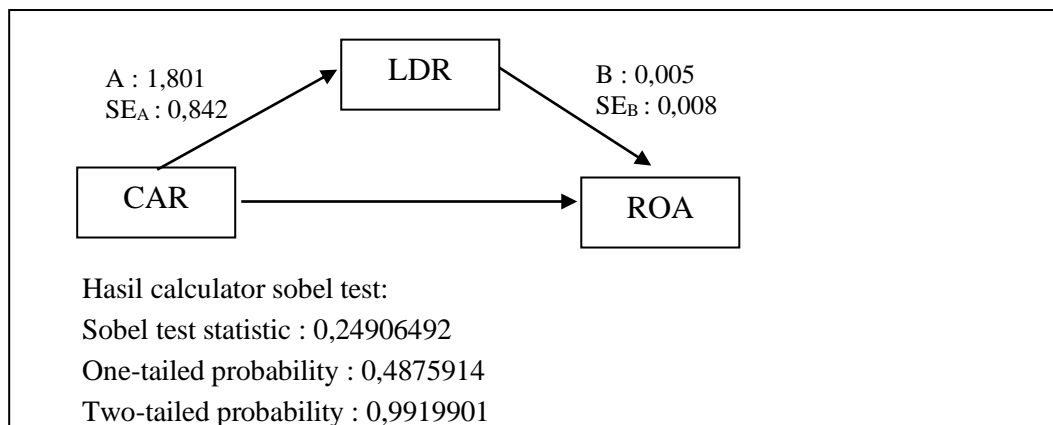 LDR
A : 1,801
SEA : 0,842
B : 0,005
SEB : 0,008
CAR
ROA
Hasil calculator sobel test:
Sobel test statistic : 0,24906492
One-tailed probability : 0,4875914
Two-tailed probability : 0,9919901